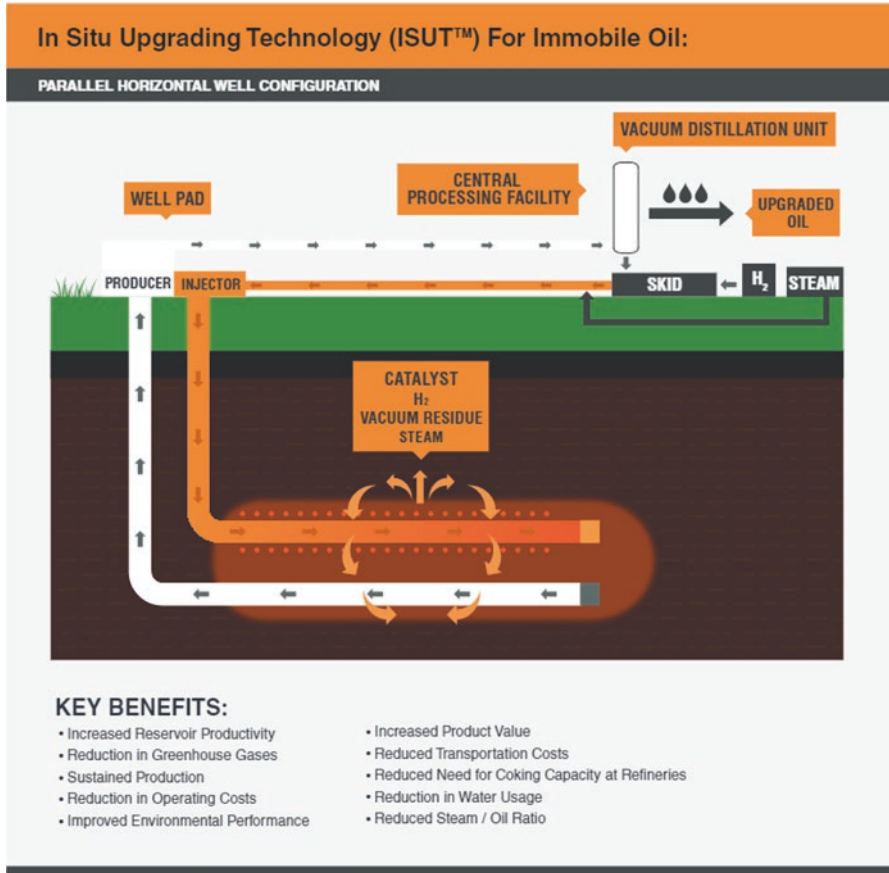 In Situ Upgrading Technology (ISUT™) For Immobile Oil:
PARALLEL HORIZONTAL WELL CONFIGURATION
VACUUM DISTILLATION UNIT
CENTRAL
PROCESSING FACILITY
WELL PAD
UPGRADED
OIL
PRODUCER
INJECTOR
SKID
H₂
STEAM
CATALYST
H₂
VACUUM RESIDUE
STEAM
KEY BENEFITS:
• Increased Reservoir Productivity
• Reduction in Greenhouse Gases
• Sustained Production
• Reduction in Operating Costs
• Improved Environmental Performance
• Increased Product Value
• Reduced Transportation Costs
• Reduced Need for Coking Capacity at Refineries
• Reduction in Water Usage
• Reduced Steam / Oil Ratio